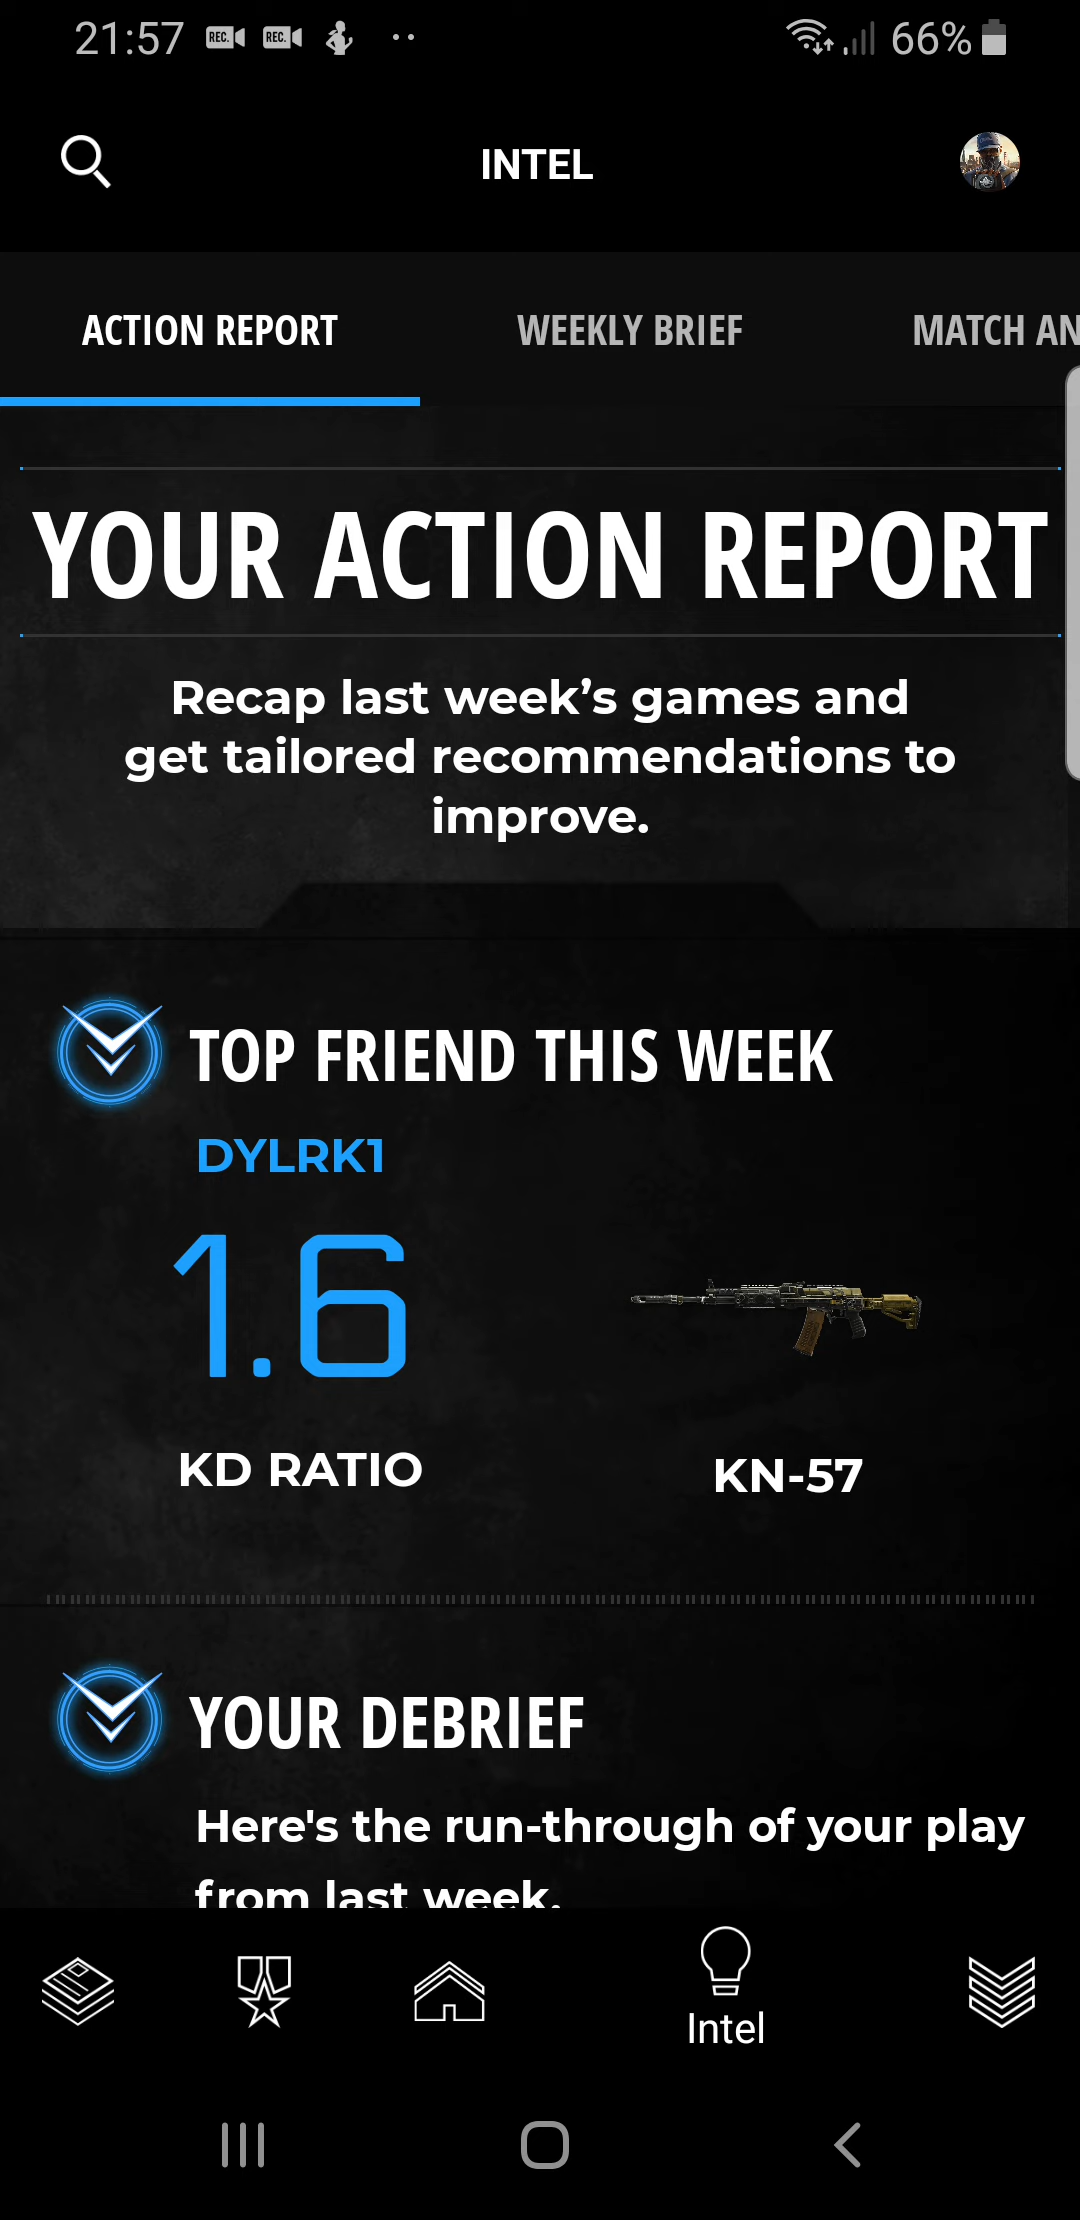 21:57 REC. REC. 66%
INTEL
ACTION REPORT WEEKLY BRIEF MATCH AN
YOUR ACTION REPORT
Recap last week’s games and
get tailored recommendations to
improve.
TOP FRIEND THIS WEEK
DYLRK1
1.6
KD RATIO KN-57
YOUR DEBRIEF
Here's the run-through of your play
from last week.
Intel